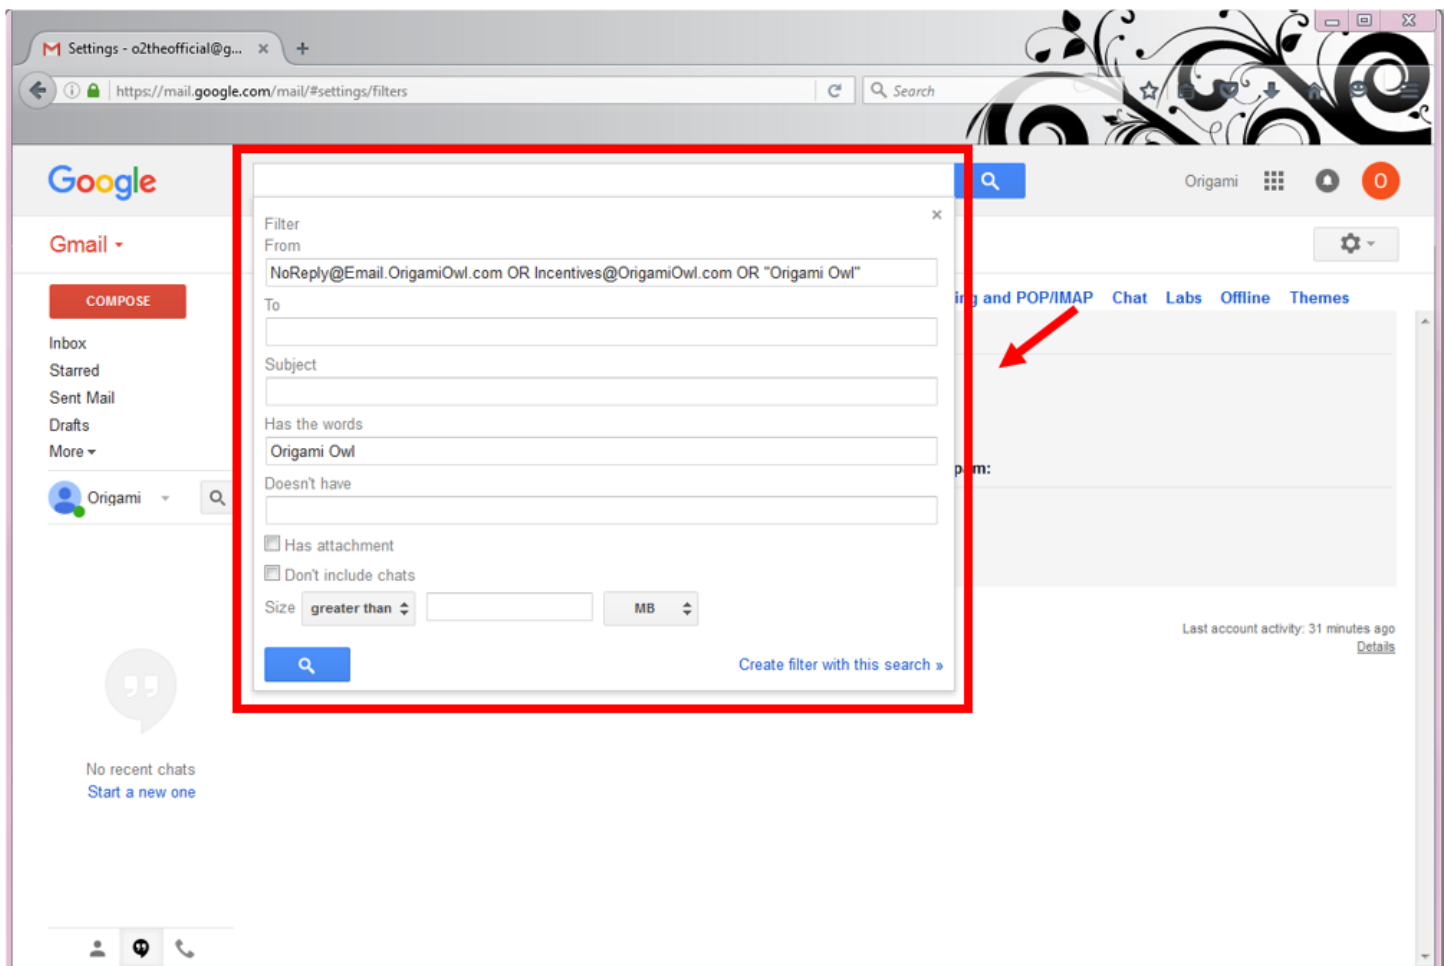 Settings - o2theofficial@g...
https://mail.google.com/mail/#settings/filters
Search
Google
Origami
O
Filter
From
NoReply@Email.OrigamiOwl.com OR Incentives@OrigamiOwl.com OR "Origami Owl"
Gmail
COMPOSE
To
ing and POP/IMAP Chat Labs Offline Themes
Inbox
Starred
Subject
Sent Mail
Drafts
Has the words
More
Origami Owl
pam:
Doesn't have
Origami
Has attachment
Don't include chats
Size greater than MB
Last account activity: 31 minutes ago
Details
Create filter with this search »
No recent chats
Start a new one